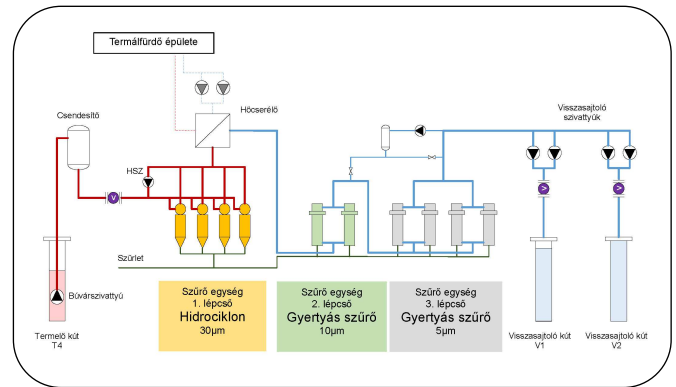 Termálfürdő épülete
Csendesítő
Hőcserélő
Visszasajtoló
szivattyúk
HSZ
V
V
V
Szűrlet
Búvárszivattyú
Termelő kút
T4
Szűrő egység
1. lépcső
Hidrociklon
30µm
Szűrő egység
2. lépcső
Gyertyás szűrő
10µm
Szűrő egység
3. lépcső
Gyertyás szűrő
5µm
Visszasajtoló kút
V1
Visszasajtoló kút
V2